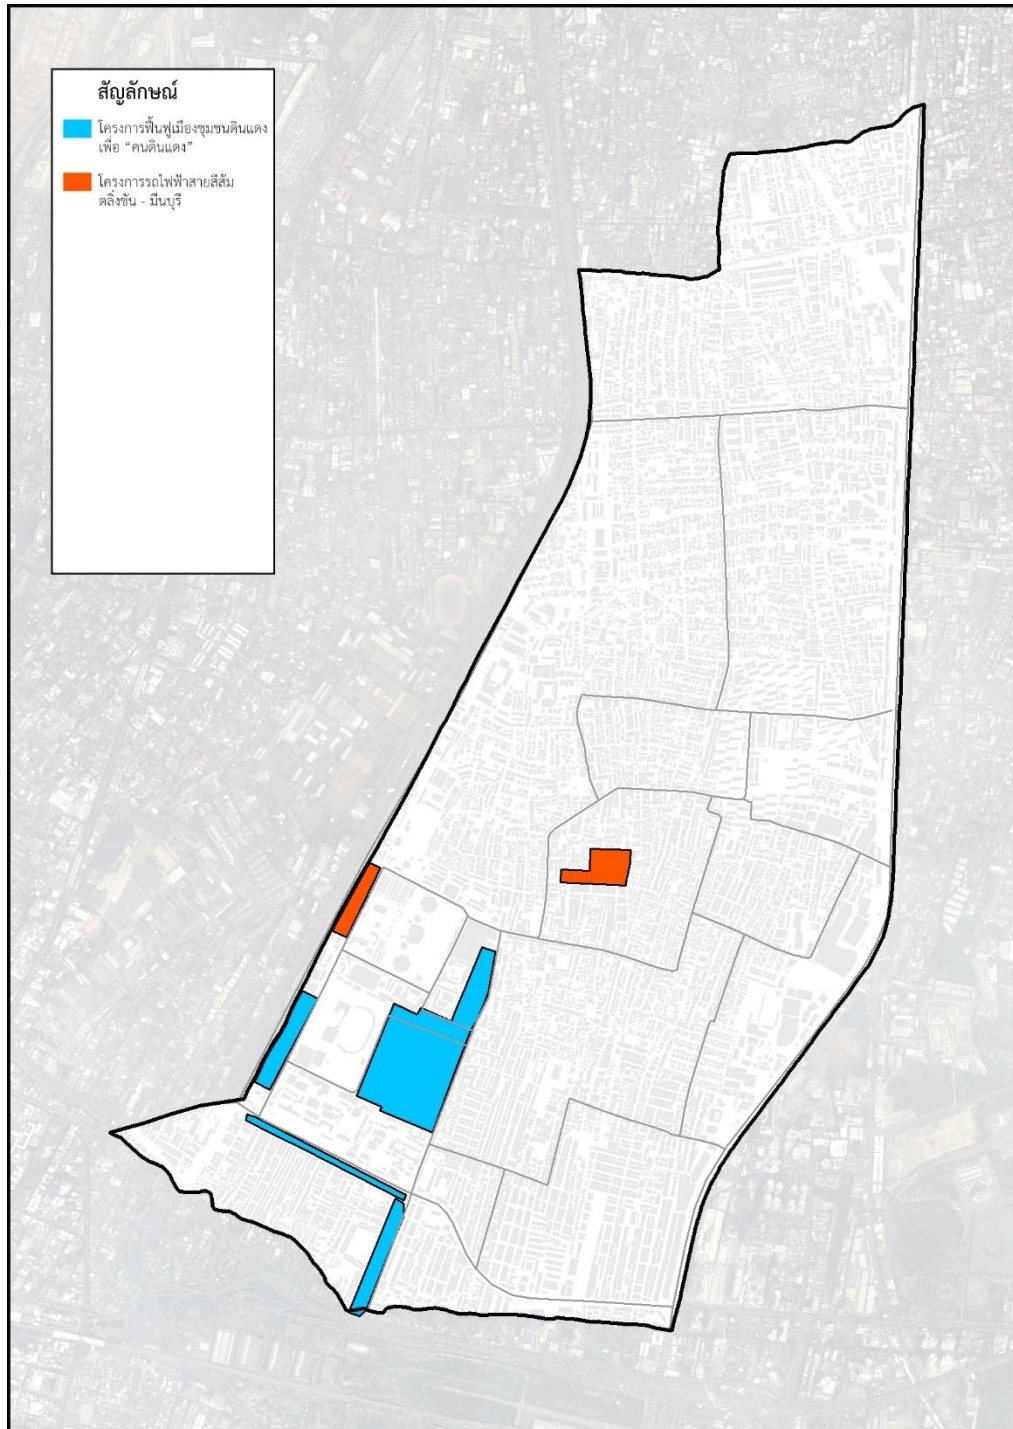 สัญลักษณ์
โครงการฟื้นฟูเมืองชุมชนดินแดง
เพื่อ “คนดินแดง”
โครงการรถไฟฟ้าสายสีส้ม
ตลิ่งชัน - มีนบุรี